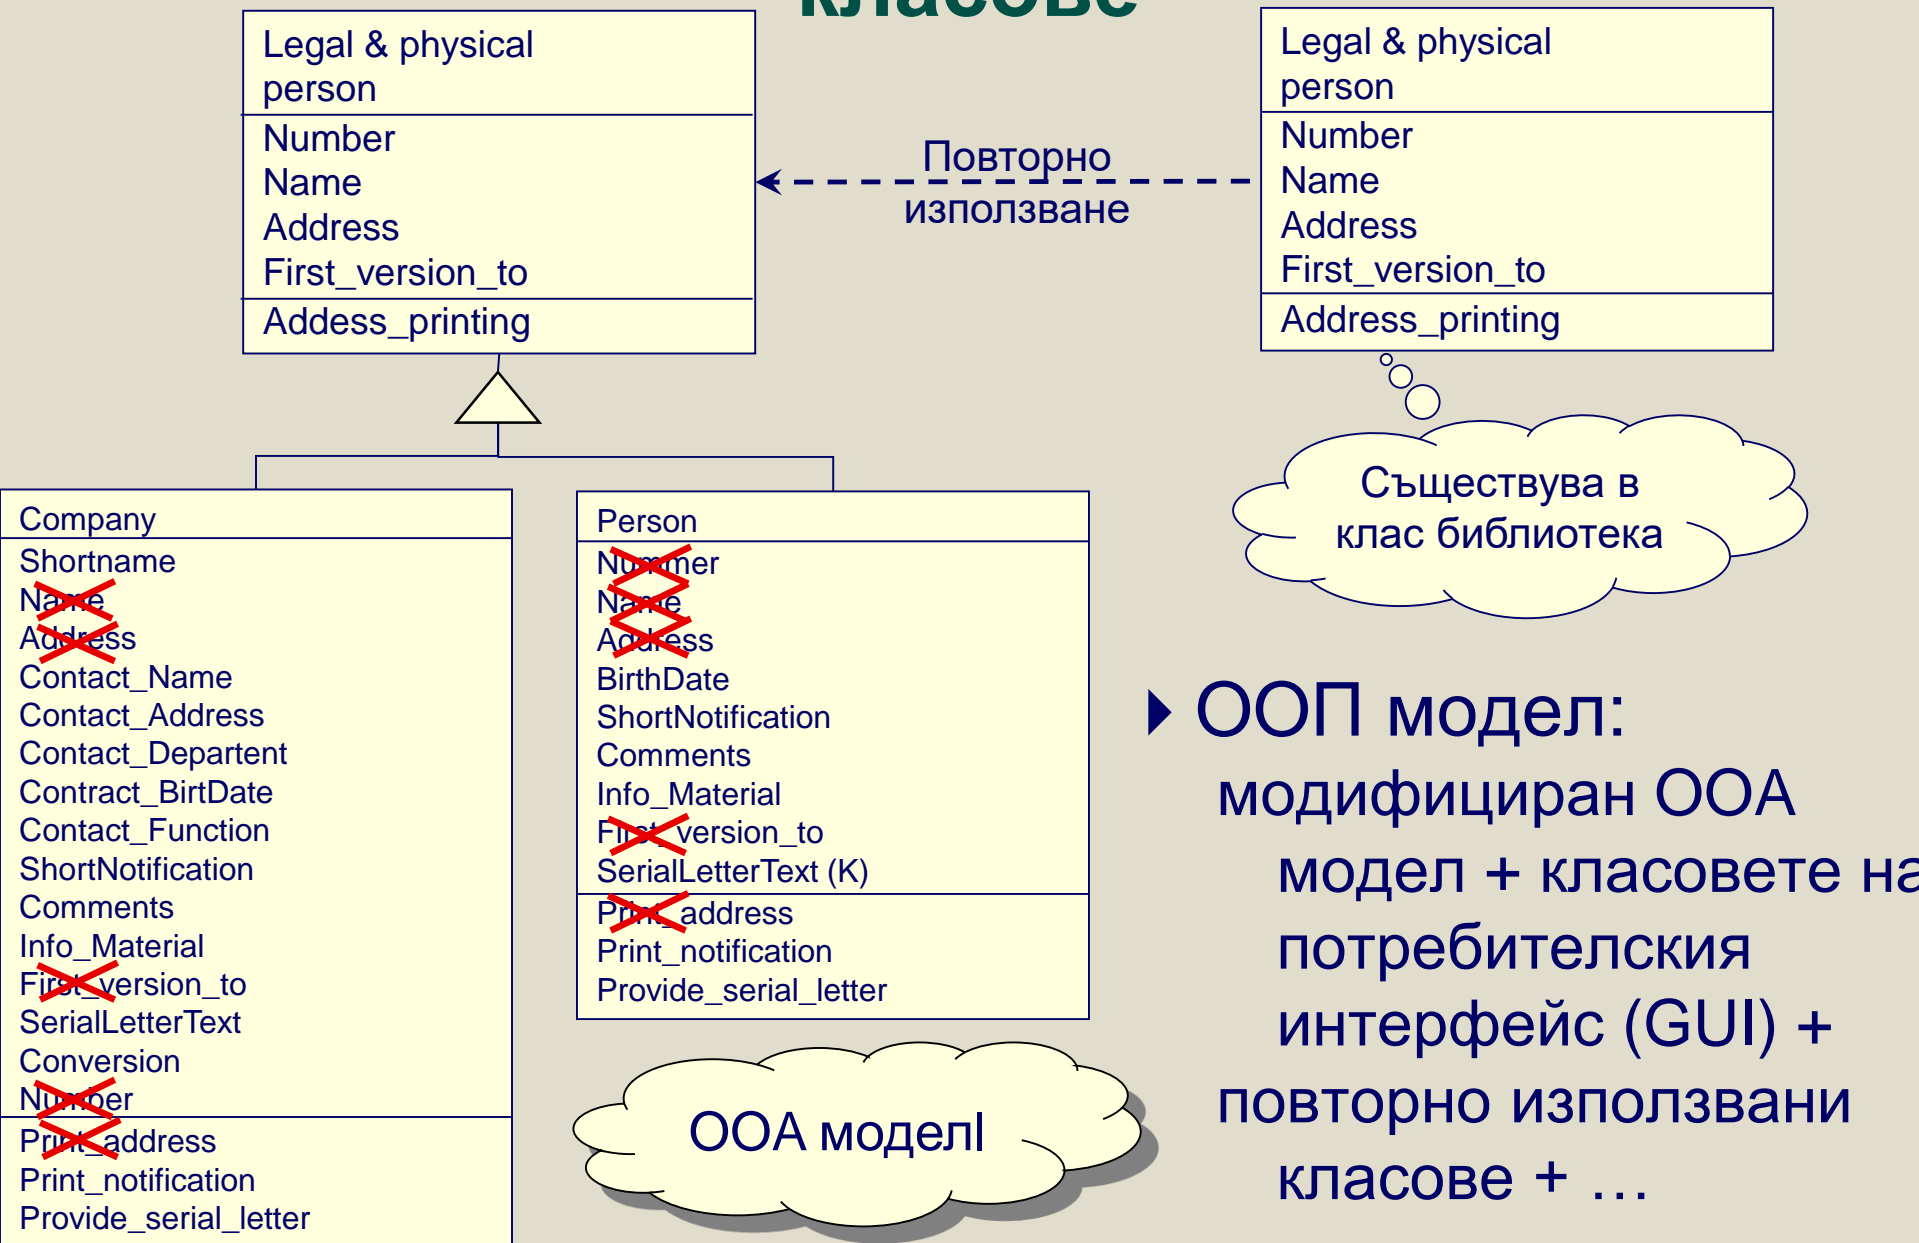 класове
Legal & physical
person
Number
Name
Address
First_version_to
Addess_printing
Повторно
използване
Legal & physical
person
Number
Name
Address
First_version_to
Address_printing
Съществува в
клас библиотека
Company
Shortname
Name
Address
Contact_Name
Contact_Address
Contact_Departent
Contract_BirtDate
Contact_Function
ShortNotification
Comments
Info_Material
First_version_to
SerialLetterText
Conversion
Number
Print_address
Print_notification
Provide_serial_letter
Person
Nummer
Name
Address
BirthDate
ShortNotification
Comments
Info_Material
First_version_to
SerialLetterText (K)
Print_address
Print_notification
Provide_serial_letter
ООА моделl
ООП модел:
модифициран ООА
модел + класовете на
потребителския
интерфейс (GUI) +
повторно използвани
класове + …